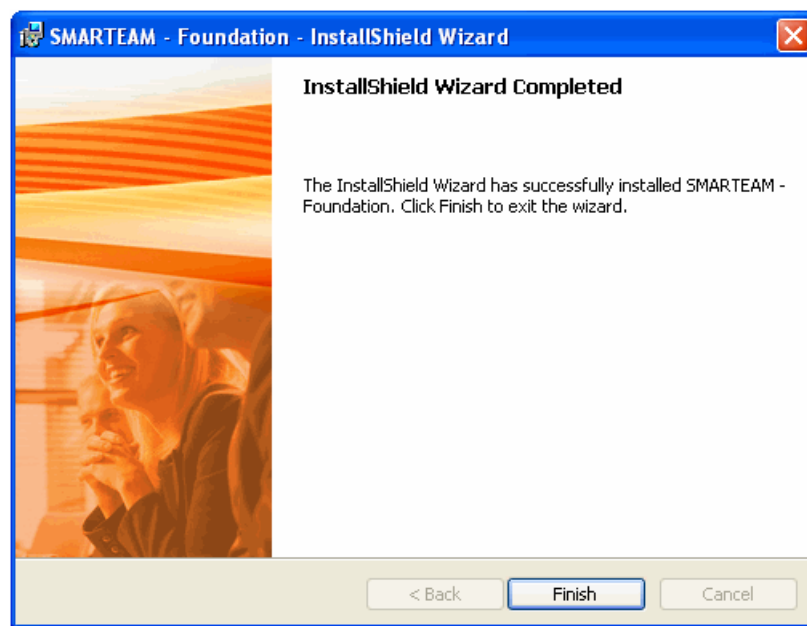 SMARTEAM - Foundation - InstallShield Wizard
InstallShield Wizard Completed
The InstallShield Wizard has successfully installed SMARTEAM -
Foundation. Click Finish to exit the wizard.
< Back
Finish
Cancel